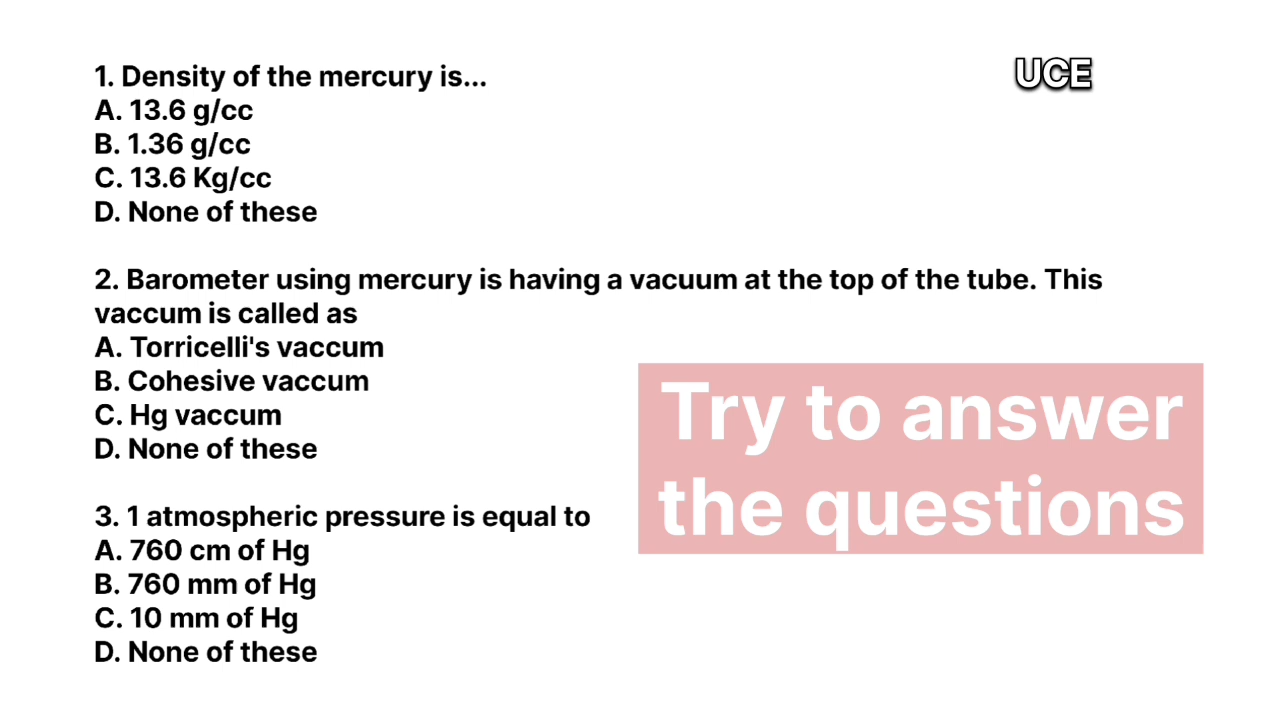 1. Density of the mercury is...
A. 13.6 g/cc
B. 1.36 g/cc
C. 13.6 Kg/cc
D. None of these
UCE
2. Barometer using mercury is having a vacuum at the top of the tube. This
vaccum is called as
A. Torricelli's vaccum
B. Cohesive vaccum
C. Hg vaccum
D. None of these
3. 1 atmospheric pressure is equal to
A. 760 cm of Hg
B. 760 mm of Hg
C. 10 mm of Hg
D. None of these
Try to answer
the questions